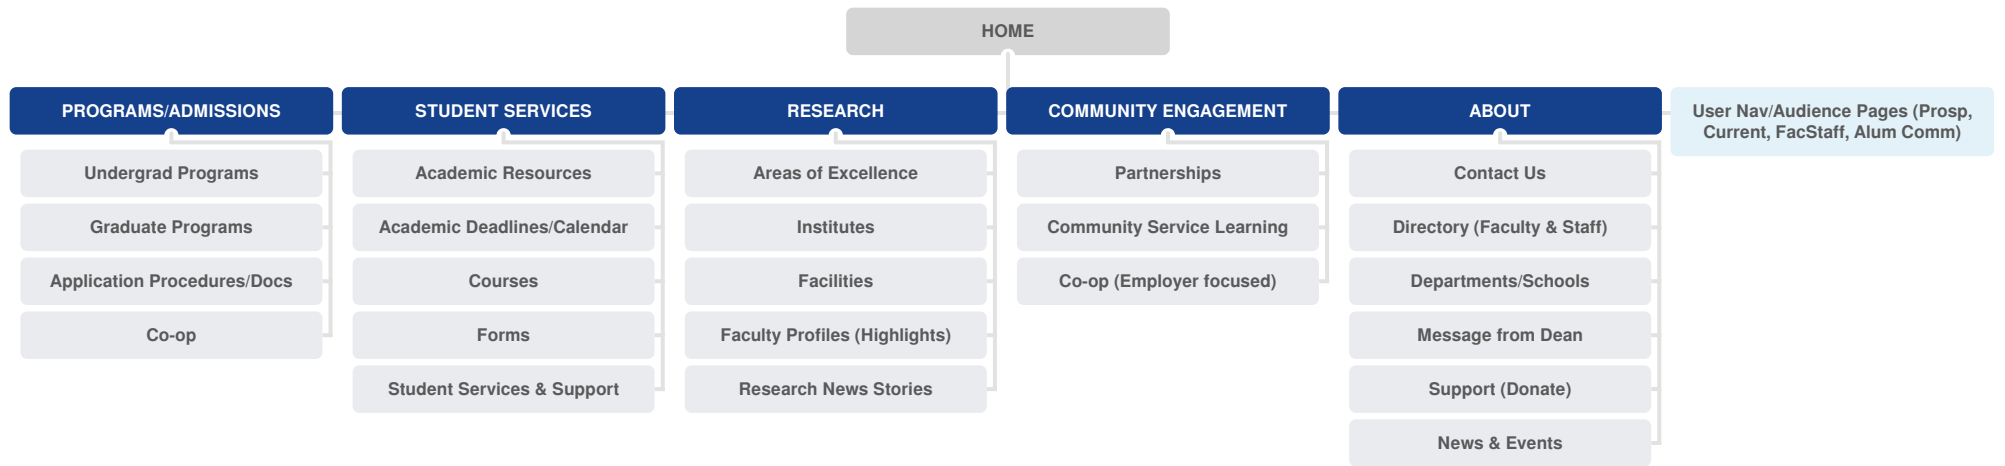 HOME
PROGRAMS/ADMISSIONS
Undergrad Programs
Graduate Programs
Application Procedures/Docs
Co-op
STUDENT SERVICES
Academic Resources
Academic Deadlines/Calendar
Courses
Forms
Student Services & Support
RESEARCH
Areas of Excellence
Institutes
Facilities
Faculty Profiles (Highlights)
Research News Stories
COMMUNITY ENGAGEMENT
Partnerships
Community Service Learning
Co-op (Employer focused)
ABOUT
Contact Us
Directory (Faculty & Staff)
Departments/Schools
Message from Dean
Support (Donate)
News & Events
User Nav/Audience Pages (Prosp,
Current, FacStaff, Alum Comm)